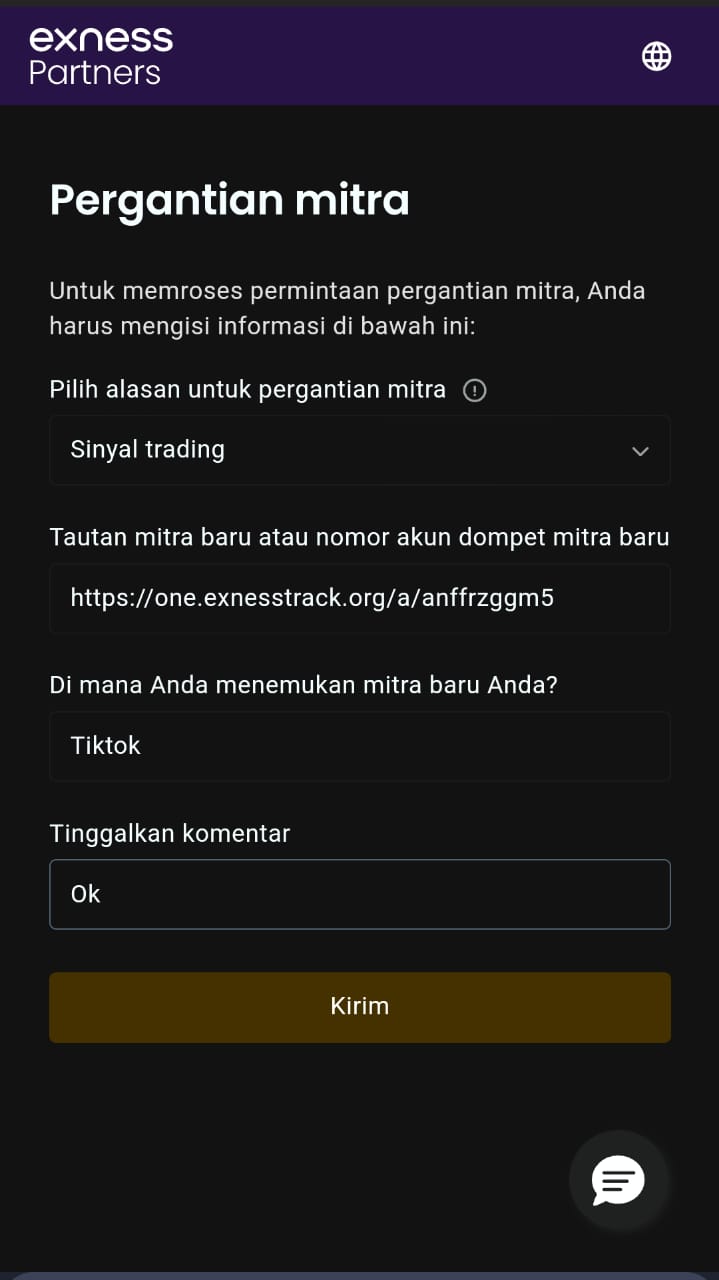 exness
Partners
Pergantian mitra
Untuk memroses permintaan pergantian mitra, Anda
harus mengisi informasi di bawah ini:
Pilih alasan untuk pergantian mitra
Sinyal trading
Tautan mitra baru atau nomor akun dompet mitra baru
https://one.exnesstrack.org/a/anffrzggm5
Di mana Anda menemukan mitra baru Anda?
Tiktok
Tinggalkan komentar
Ok
Kirim